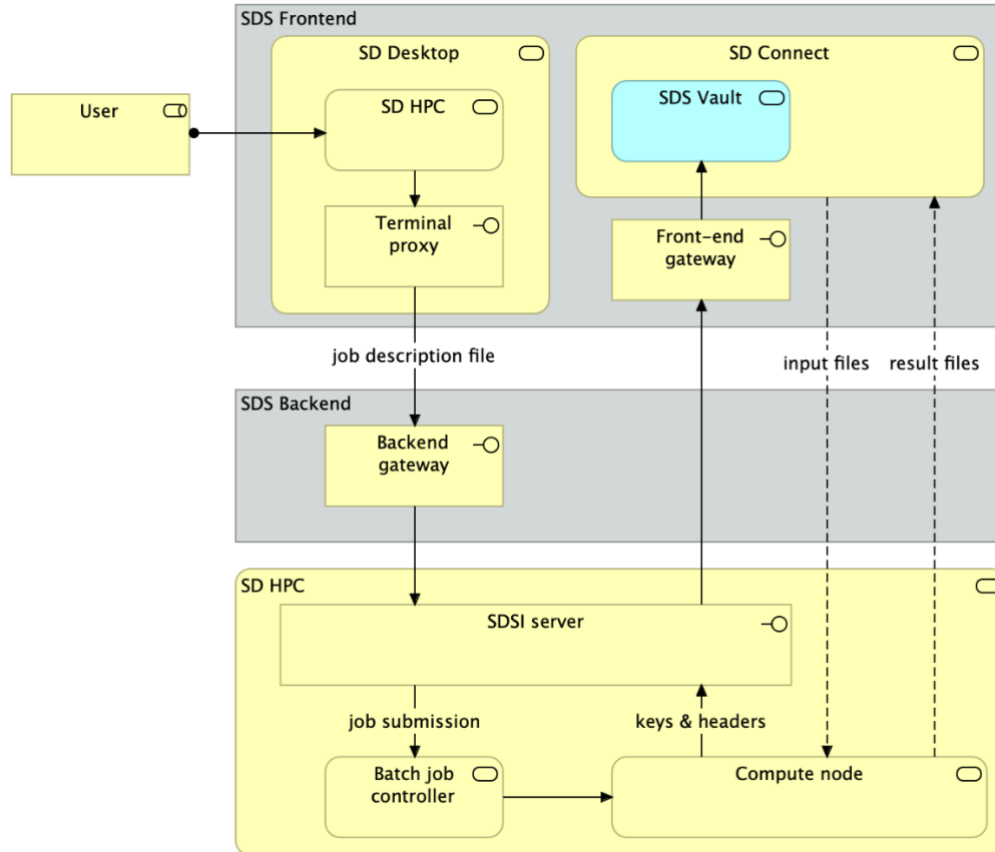 SDS Frontend
SD Desktop
SD Connect
User
SD HPC
SDS Vault
Terminal
proxy
Front-end
gateway
job description file
input files
result files
SDS Backend
Backend
gateway
SD HPC
SDSI server
job submission
keys & headers
Batch job
controller
Compute node